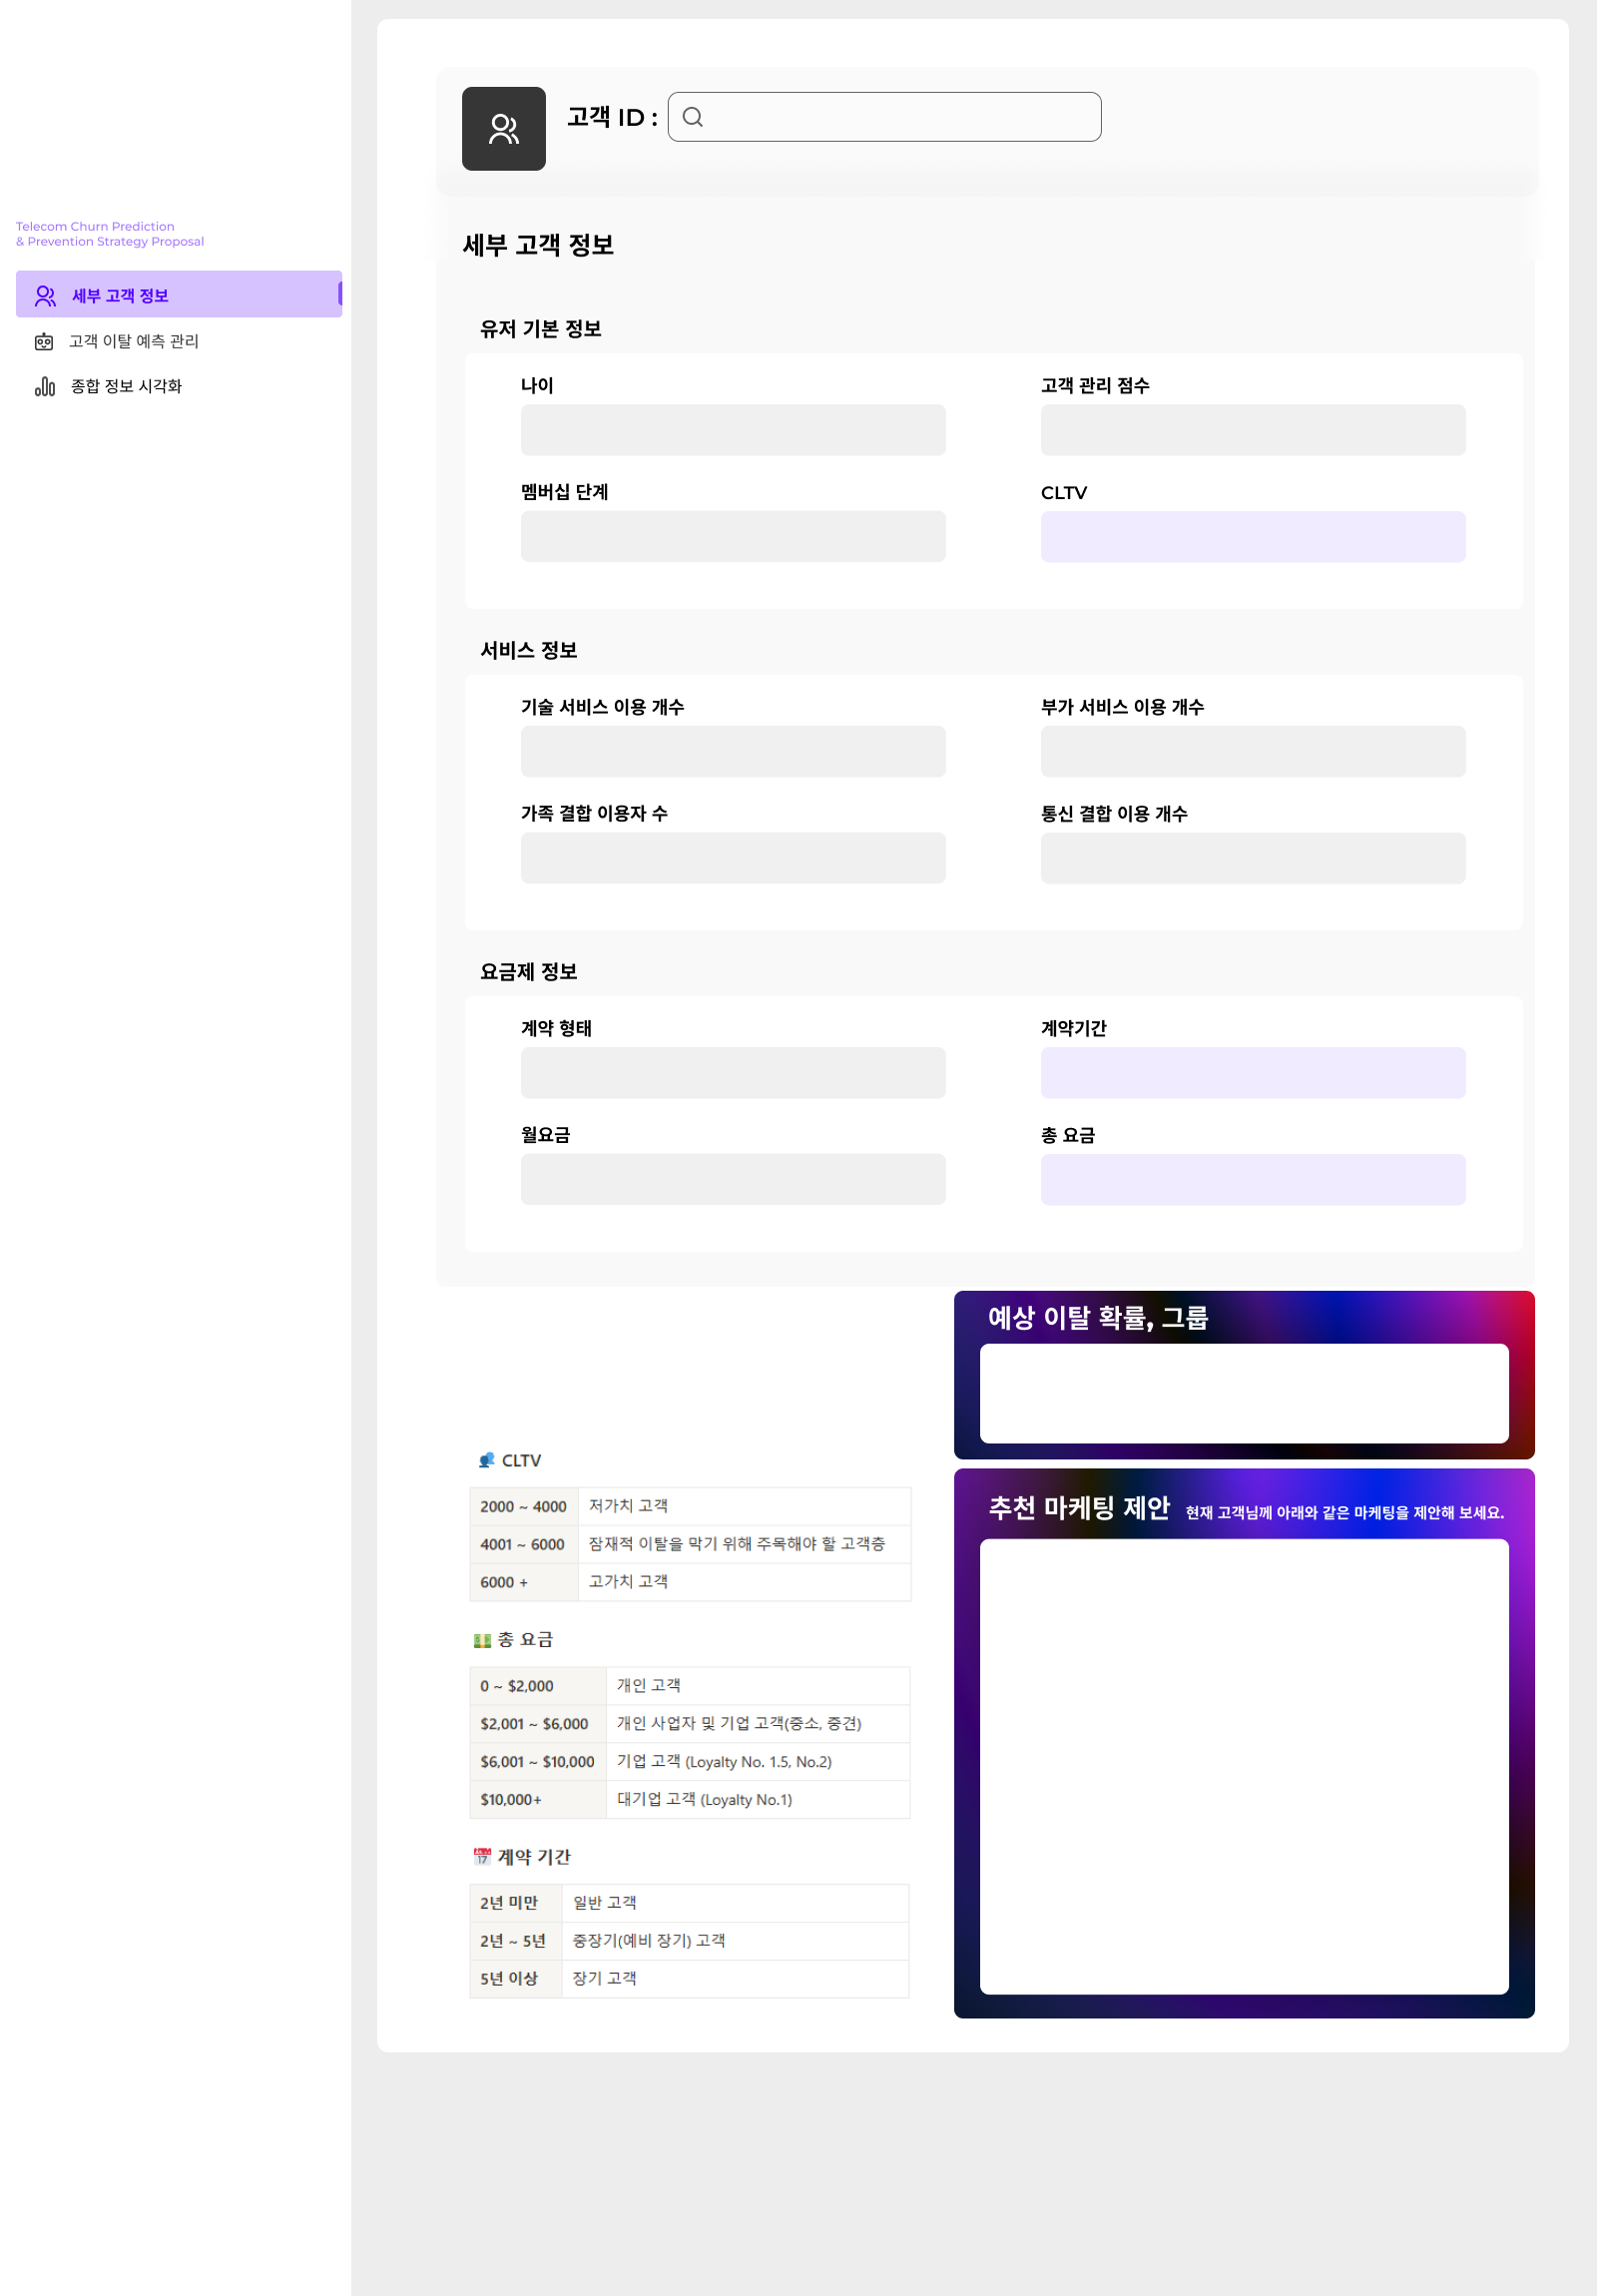 Telecom Churn Prediction
& Prevention Strategy Proposal
세부 고객 정보
고객 이탈 예측 관리
종합 정보 시각화
고객 ID :
세부 고객 정보
유저 기본 정보
나이
고객 관리 점수
멤버십 단계
CLTV
서비스 정보
기술 서비스 이용 개수
부가 서비스 이용 개수
가족 결합 이용자 수
통신 결합 이용 개수
요금제 정보
계약 형태
계약기간
월요금
총 요금
예상 이탈 확률, 그룹
CLTV
2000 ~ 4000 저가치 고객
4001 ~ 6000 잠재적 이탈을 막기 위해 주목해야 할 고객층
6000 + 고가치 고객
총 요금
0 ~ $2,000 개인 고객
$2,001 ~ $6,000 개인 사업자 및 기업 고객(중소, 중견)
$6,001 ~ $10,000 기업 고객 (Loyalty No. 1.5, No.2)
$10,000+ 대기업 고객 (Loyalty No.1)
17 계약 기간
2년 미만 일반 고객
2년 ~ 5년 중장기(예비 장기) 고객
5년 이상 장기 고객
추천 마케팅 제안 현재 고객님께 아래와 같은 마케팅을 제안해 보세요.